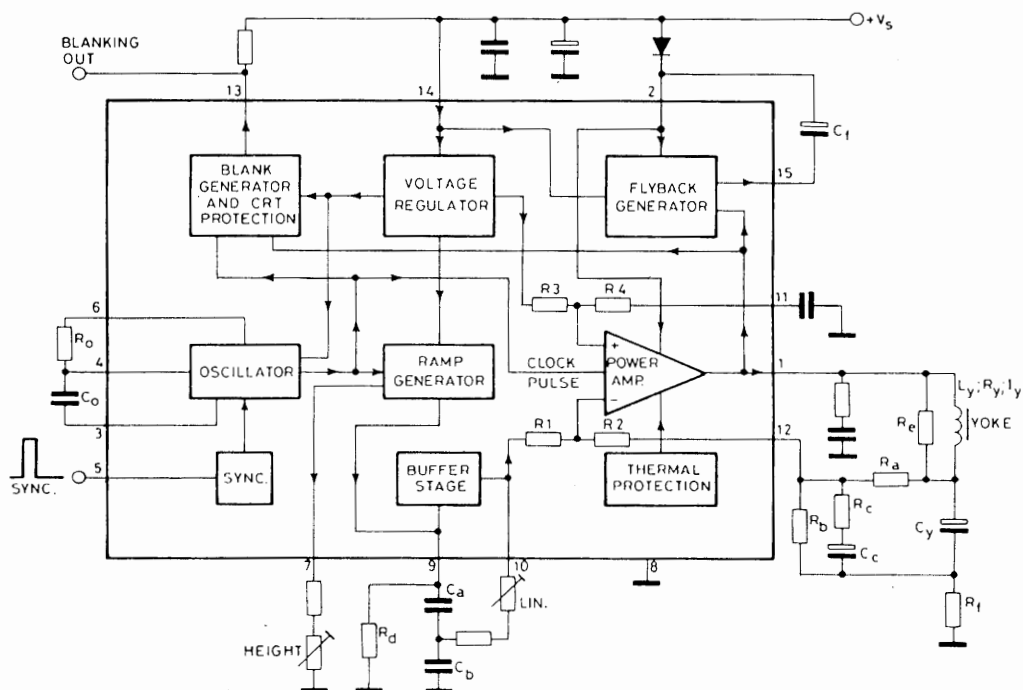 +Vs
BLANKING
OUT
13
14
2
Cf
15
BLANK
GENERATOR
AND CRT
PROTECTION
VOLTAGE
REGULATOR
FLYBACK
GENERATOR
R3
R4
11
6
Ro
4
OSCILLATOR
RAMP
GENERATOR
CLOCK
PULSE
+
POWER
AMP.
−
1
Co
3
R1
R2
12
Re
Ly; Ry; Iy
YOKE
5
SYNC.
SYNC.
BUFFER
STAGE
THERMAL
PROTECTION
Ra
Rb
Rc
Cc
Cy
7
9
10
8
Ca
LIN.
Rf
HEIGHT
Rd
Cb